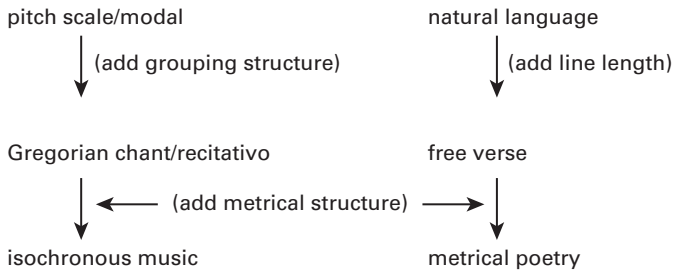 pitch scale/modal natural language
(add grouping structure) (add line length)
Gregorian chant/recitativo free verse
(add metrical structure)
isochronous music metrical poetry